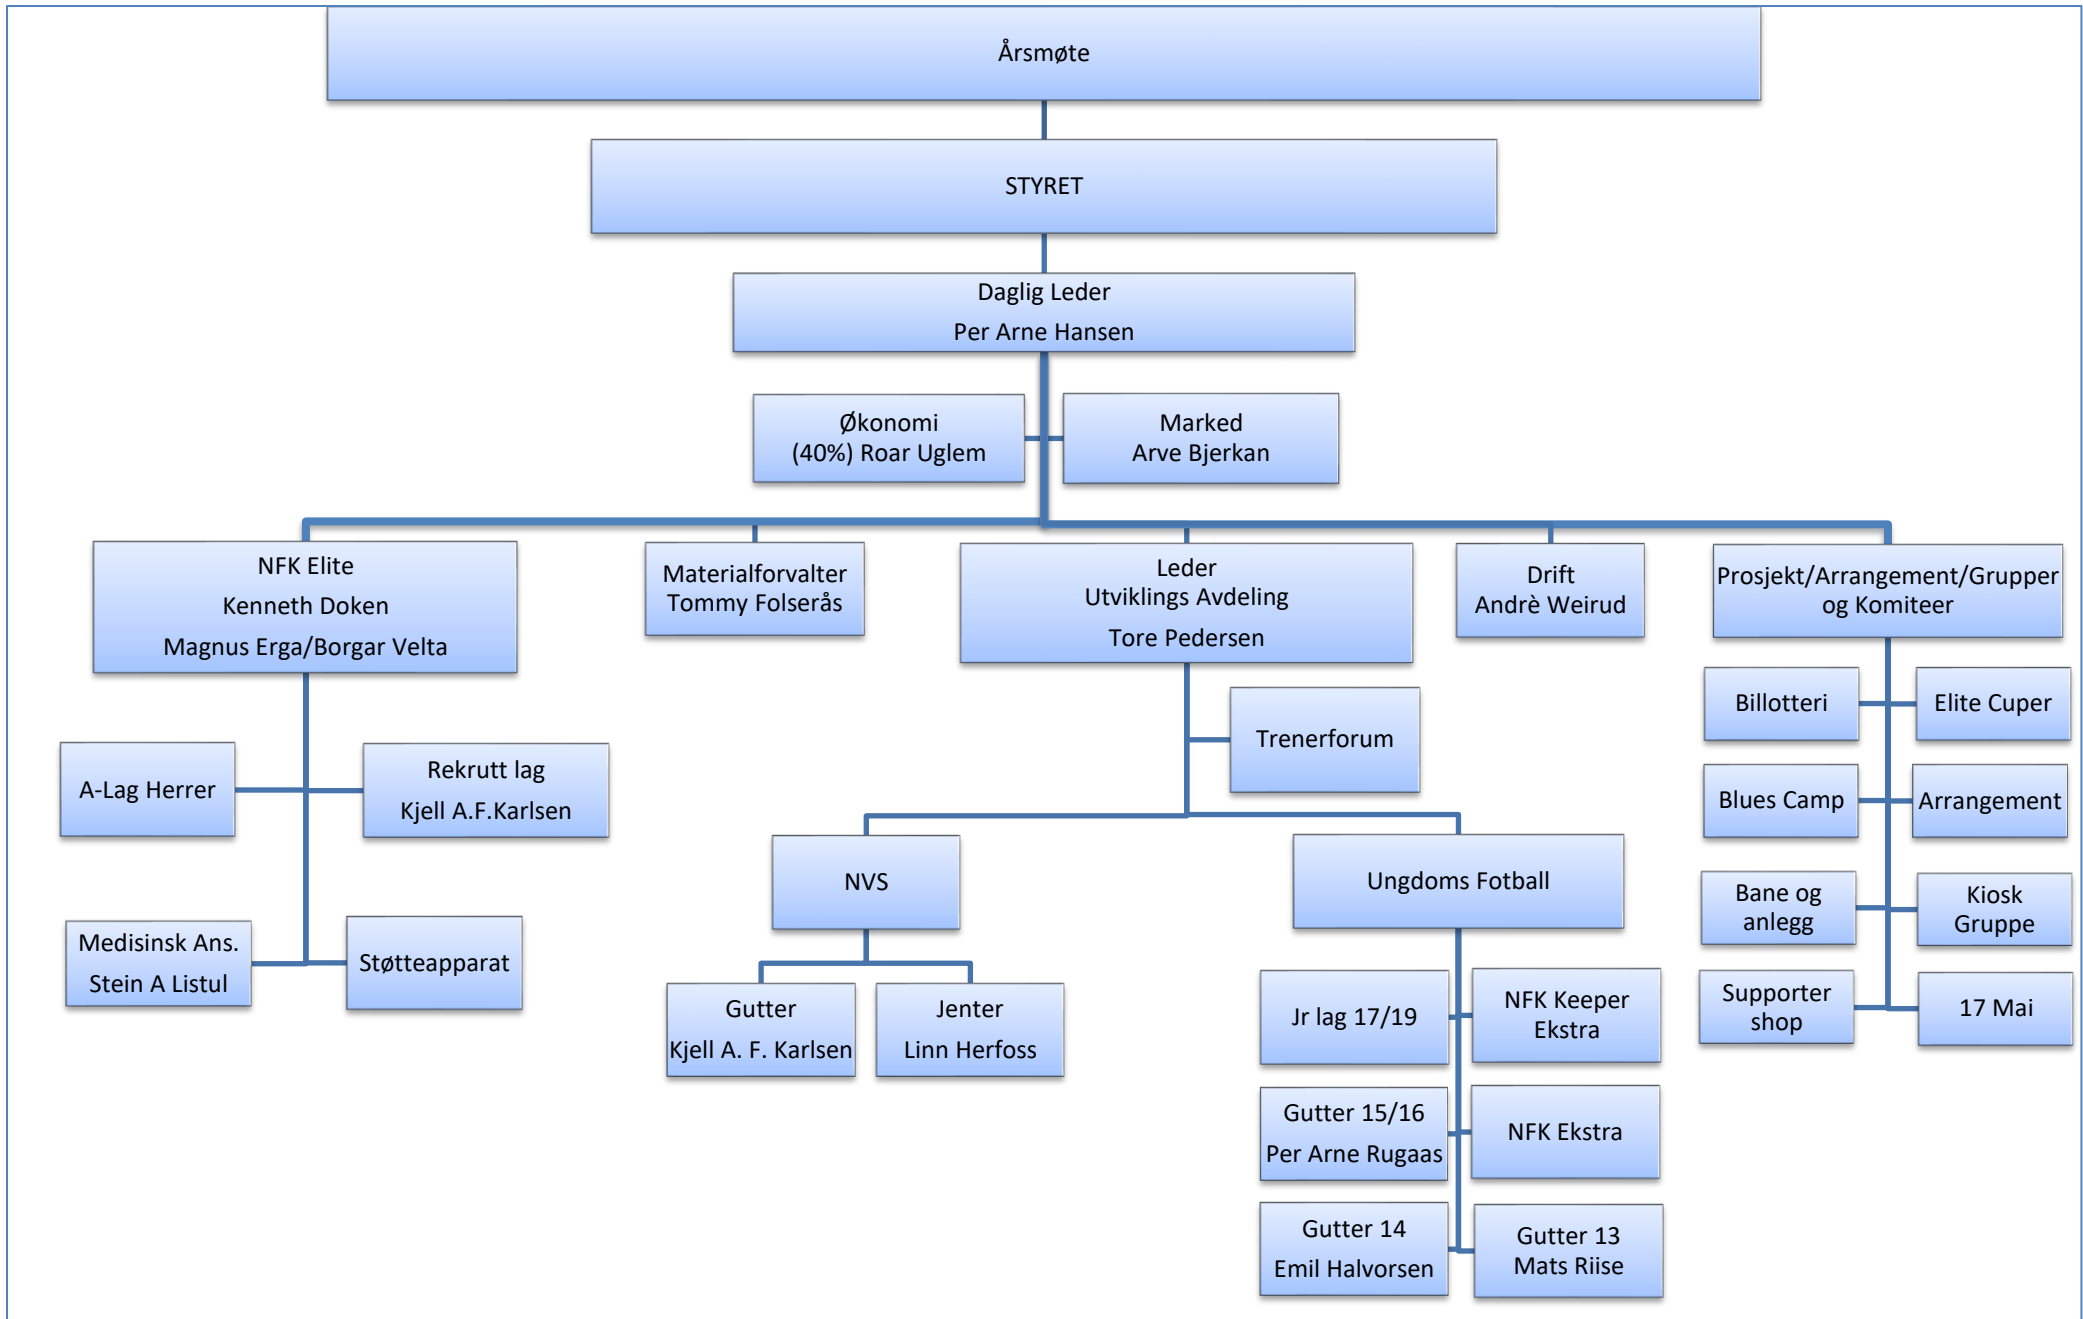 Årsmøte
STYRET
Daglig Leder
Per Arne Hansen
Økonomi
(40%) Roar Uglem
Marked
Arve Bjerkan
NFK Elite
Kenneth Doken
Magnus Erga/Borgar Velta
Materialforvalter
Tommy Folserås
Leder
Utviklings Avdeling
Tore Pedersen
Drift
Andrè Weirud
Prosjekt/Arrangement/Grupper
og Komiteer
A-Lag Herrer
Rekrutt lag
Kjell A.F.Karlsen
Medisinsk Ans.
Stein A Listul
Støtteapparat
Trenerforum
NVS
Gutter
Kjell A. F. Karlsen
Jenter
Linn Herfoss
Ungdoms Fotball
Jr lag 17/19
NFK Keeper
Ekstra
Gutter 15/16
Per Arne Rugaas
NFK Ekstra
Gutter 14
Emil Halvorsen
Gutter 13
Mats Riise
Billotteri
Elite Cuper
Blues Camp
Arrangement
Bane og
anlegg
Kiosk
Gruppe
Supporter
shop
17 Mai